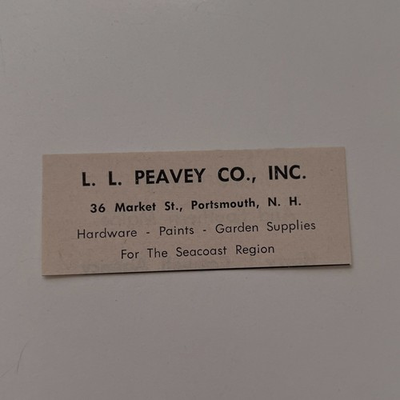 L. L. PEAVEY CO., INC.
36 Market St., Portsmouth, N. H.
Hardware - Paints - Garden Supplies
For The Seacoast Region